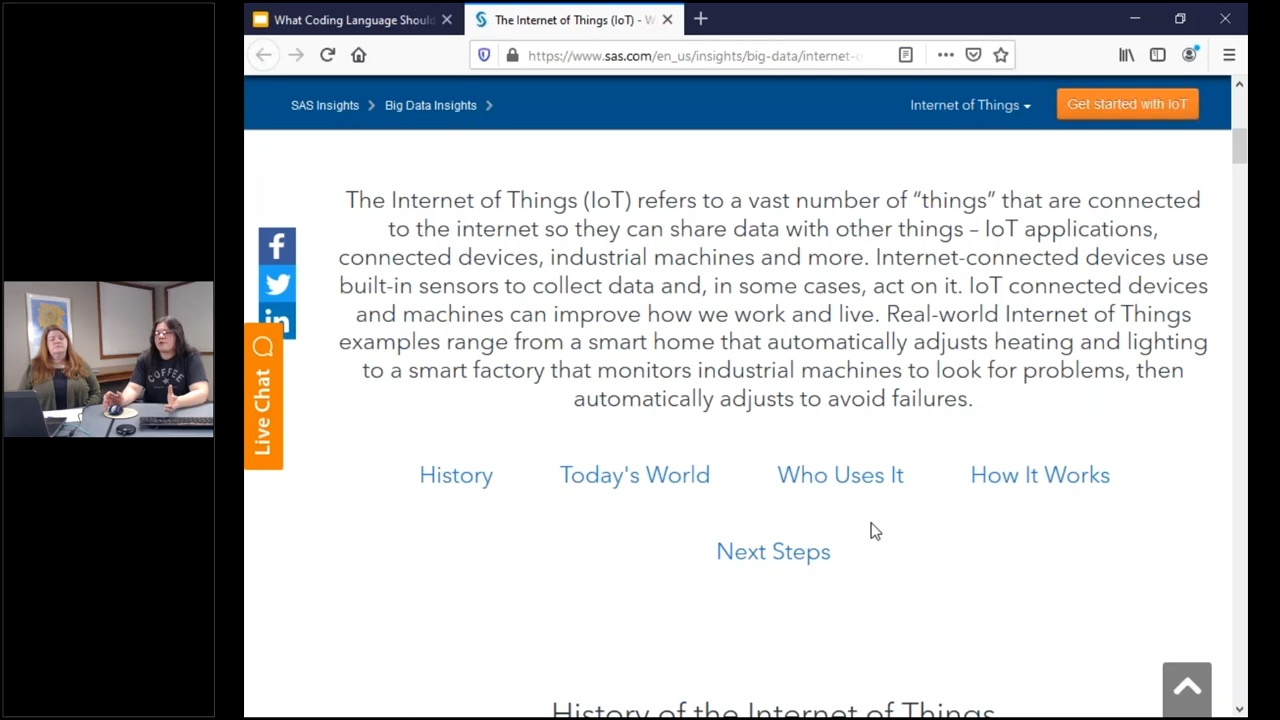 What Coding Language Shoul
The Internet of Things (IoT) - W
https://www.sas.com/en_us/insights/big-data/internet-o
SAS Insights
Big Data Insights
Internet of Things
Get started with IoT
The Internet of Things (IoT) refers to a vast number of “things” that are connected
to the internet so they can share data with other things – IoT applications,
connected devices, industrial machines and more. Internet-connected devices use
built-in sensors to collect data and, in some cases, act on it. IoT connected devices
and machines can improve how we work and live. Real-world Internet of Things
examples range from a smart home that automatically adjusts heating and lighting
to a smart factory that monitors industrial machines to look for problems, then
automatically adjusts to avoid failures.
in
Live Chat
COFFEE
History
Today's World
Who Uses It
How It Works
Next Steps
History of the Internet of Things